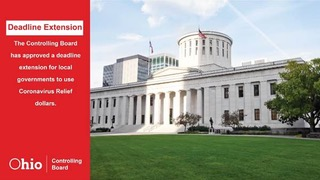 Deadline Extension
The Controlling Board
has approved a deadline
extension for local
governments to use
Coronavirus Relief
dollars.
Ohio
Controlling
Board